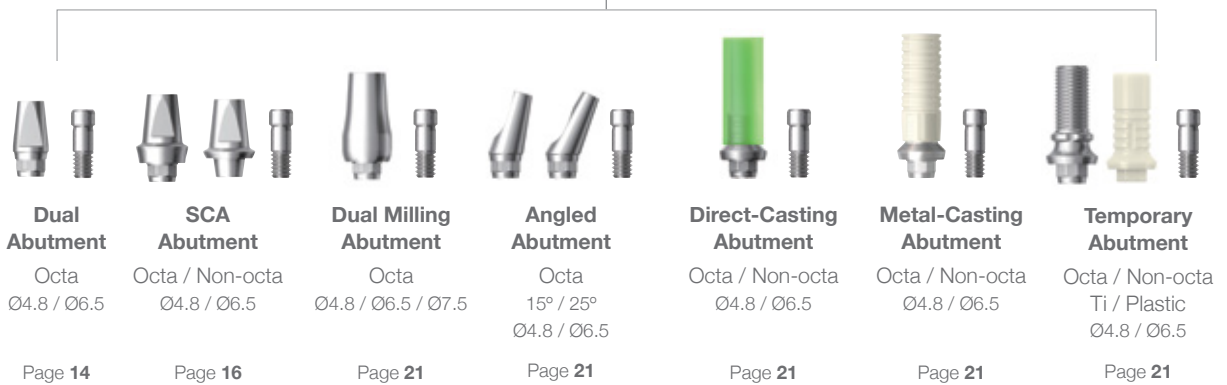 Dual
Abutment
Octa
Ø4.8 / Ø6.5
Page 14
SCA
Abutment
Octa / Non-octa
Ø4.8 / Ø6.5
Page 16
Dual Milling
Abutment
Octa
Ø4.8 / Ø6.5 / Ø7.5
Page 21
Angled
Abutment
Octa
15º / 25º
Ø4.8 / Ø6.5
Page 21
Direct-Casting
Abutment
Octa / Non-octa
Ø4.8 / Ø6.5
Page 21
Metal-Casting
Abutment
Octa / Non-octa
Ø4.8 / Ø6.5
Page 21
Temporary
Abutment
Octa / Non-octa
Ti / Plastic
Ø4.8 / Ø6.5
Page 21